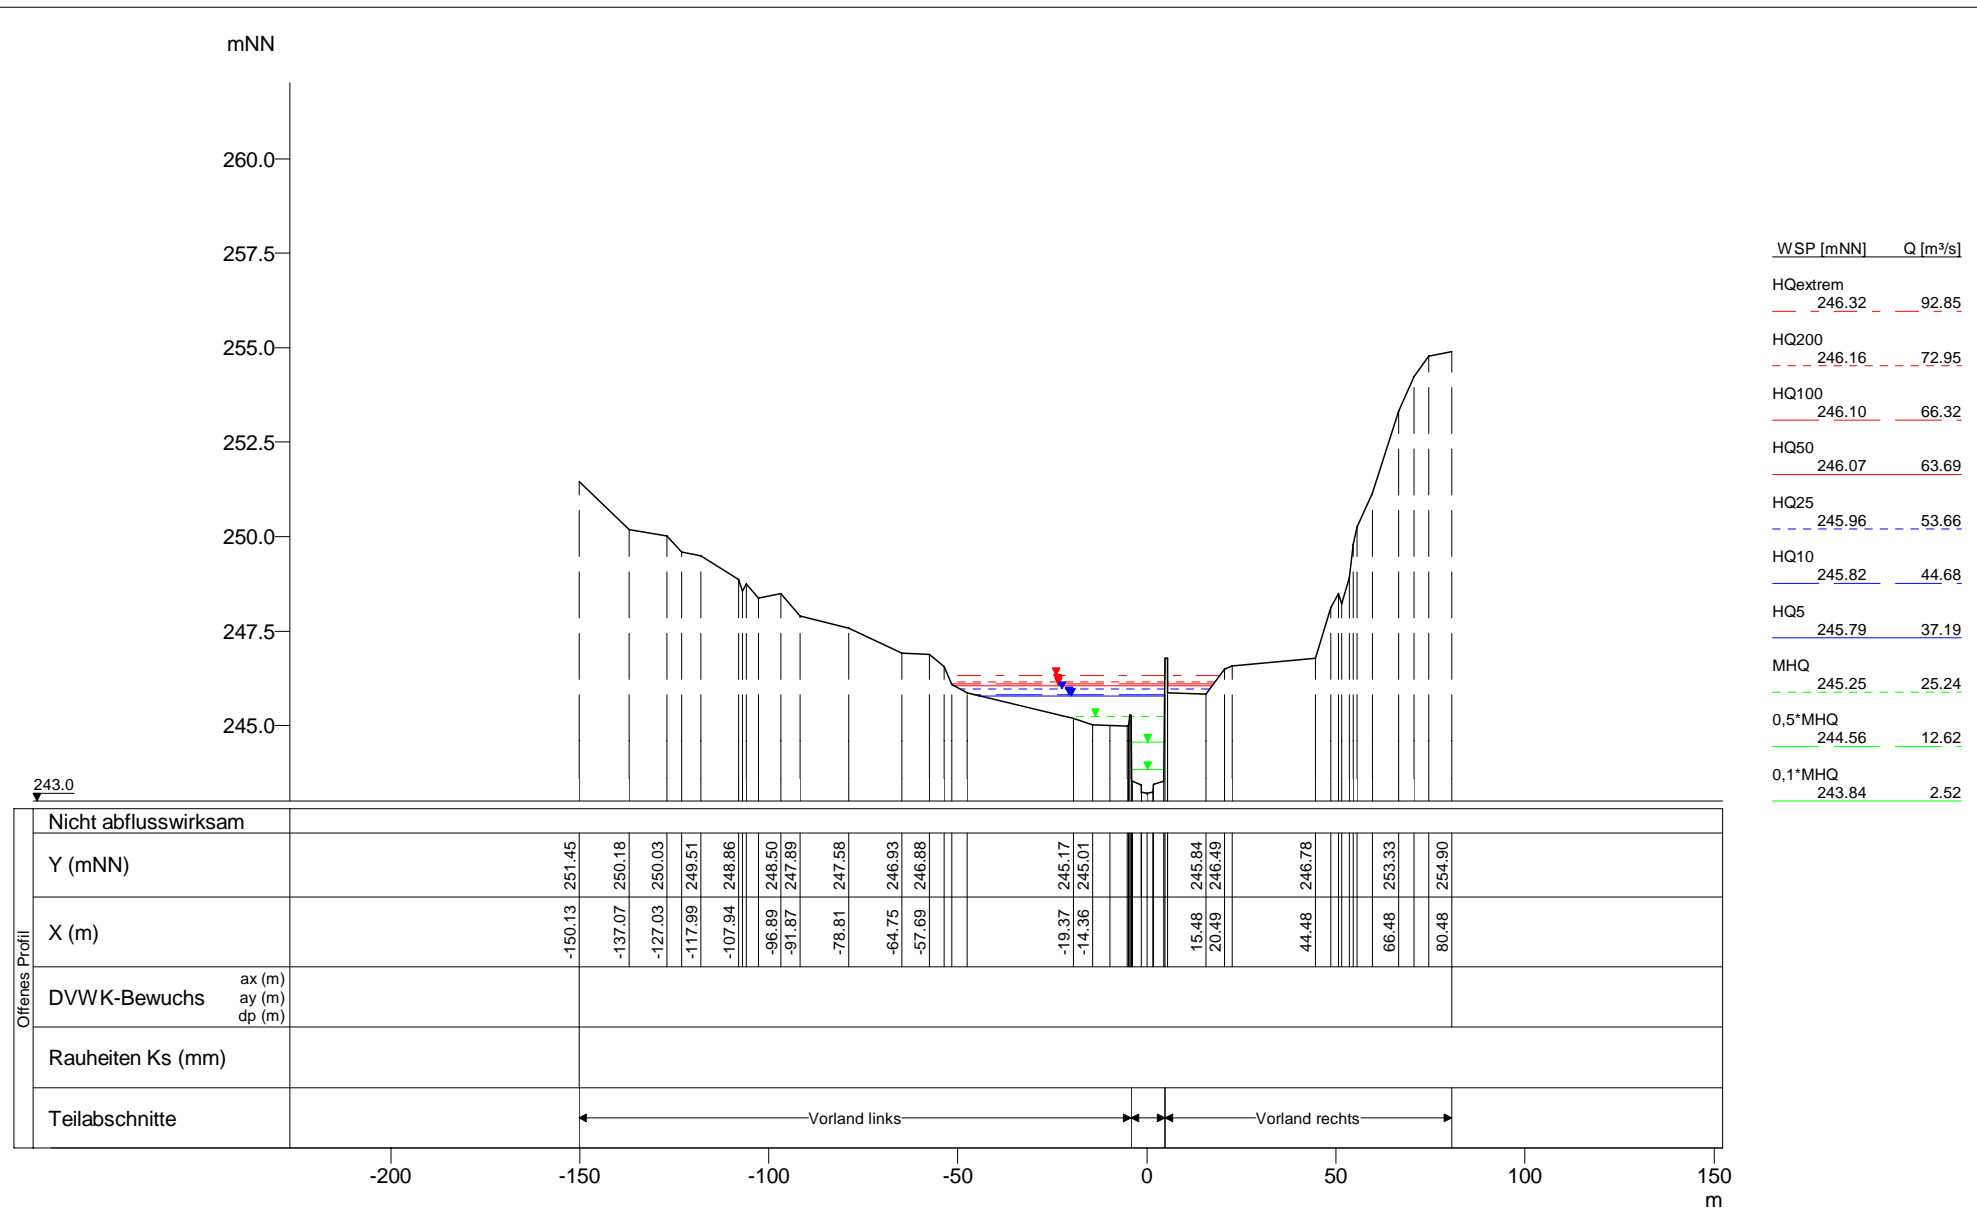 mNN
260.0
257.5
255.0
252.5
250.0
247.5
245.0
243.0
WSP [mNN] Q [m³/s]
HQextrem
246.32 92.85
HQ200
246.16 72.95
HQ100
246.10 66.32
HQ50
246.07 63.69
HQ25
245.96 53.66
HQ10
245.82 44.68
HQ5
245.79 37.19
MHQ
245.25 25.24
0,5*MHQ
244.56 12.62
0,1*MHQ
243.84 2.52
Offenes Profil
Nicht abflusswirksam
Y (mNN) 251.45 250.18 250.03 249.51 248.86 248.50 247.89 247.58 246.93 246.88 245.17 245.01 245.84 246.49 246.78 253.33 254.90
X (m) -150.13 -137.07 -127.03 -117.99 -107.94 -96.89 -91.87 -78.81 -64.75 -57.69 -19.37 -14.36 15.48 20.49 44.48 66.48 80.48
DVWK-Bewuchs
ax (m)
ay (m)
dp (m)
Rauheiten Ks (mm)
Teilabschnitte Vorland links Vorland rechts
-200 -150 -100 -50 0 50 100 150
m